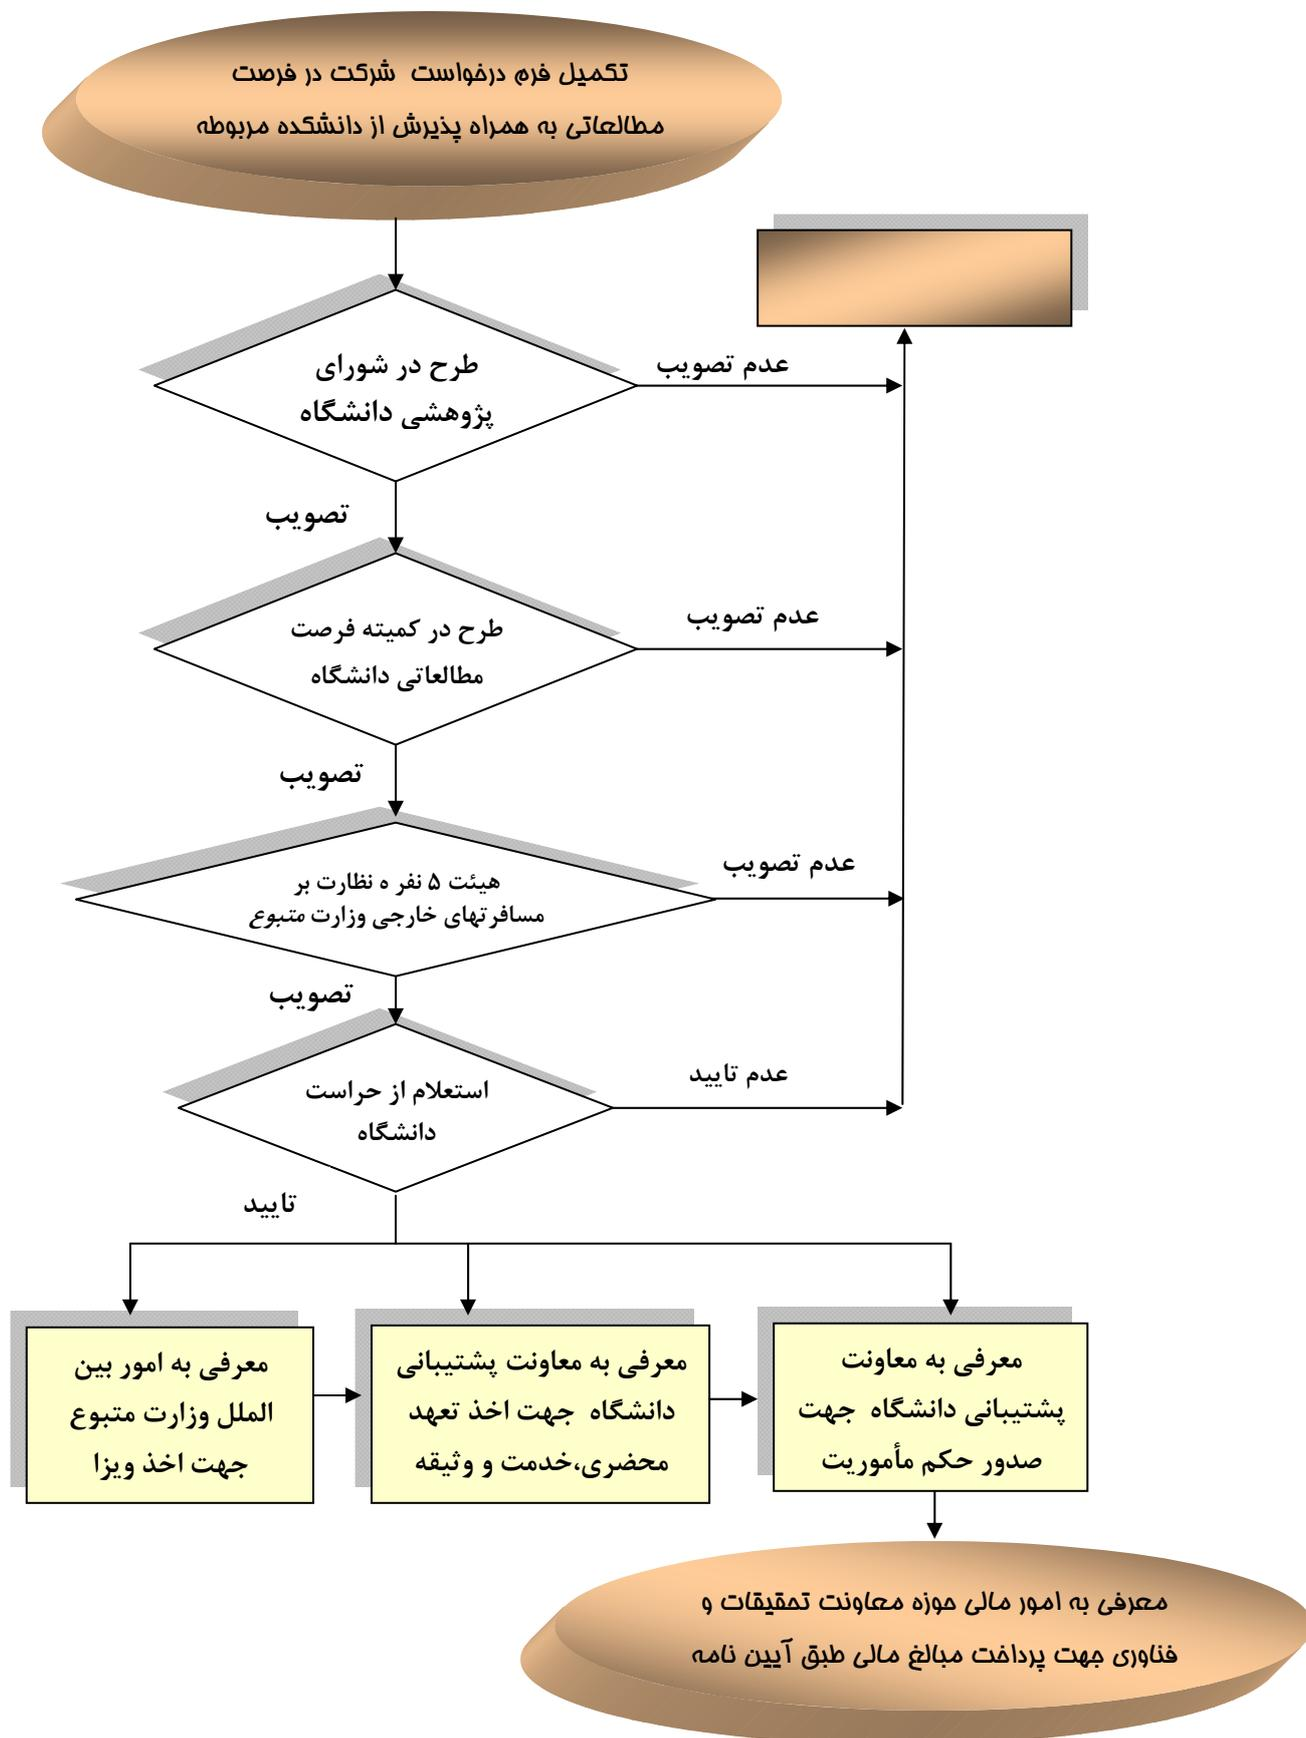 تکمیل فرم درخواست شرکت در فرصت
مطالعاتی به همراه پذیرش از دانشکده مربوطه
طرح در شورای
پژوهشی دانشگاه
عدم تصویب
تصویب
طرح در کمیته فرصت
مطالعاتی دانشگاه
عدم تصویب
تصویب
هیئت ۵ نفر ه نظارت بر
مسافرتهای خارجی وزارت متبوع
عدم تصویب
تصویب
استعلام از حراست
دانشگاه
عدم تایید
تایید
معرفی به امور بین
الملل وزارت متبوع
جهت اخذ ویزا
معرفی به معاونت پشتیبانی
دانشگاه جهت اخذ تعهد
محضری،خدمت و وثیقه
معرفی به معاونت
پشتیبانی دانشگاه جهت
صدور حکم مأموریت
معرفی به امور مالی حوزه معاونت تحقیقات و
فناوری جهت پرداخت مبالغ مالی طبق آیین نامه